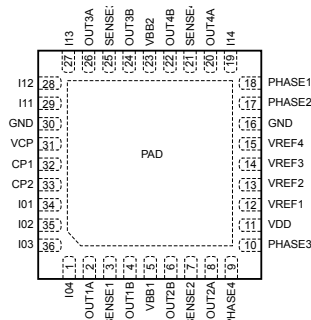 I13
OUT3A
SENSE3
OUT3B
VBB2
OUT4B
SENSE4
OUT4A
I14
27
26
25
24
23
22
21
20
19
I12 28
I11 29
GND 30
VCP 31
CP1 32
CP2 33
I01 34
I02 35
I03 36
PAD
18 PHASE1
17 PHASE2
16 GND
15 VREF4
14 VREF3
13 VREF2
12 VREF1
11 VDD
10 PHASE3
1
2
3
4
5
6
7
8
9
I04
OUT1A
SENSE1
OUT1B
VBB1
OUT2B
SENSE2
OUT2A
PHASE4